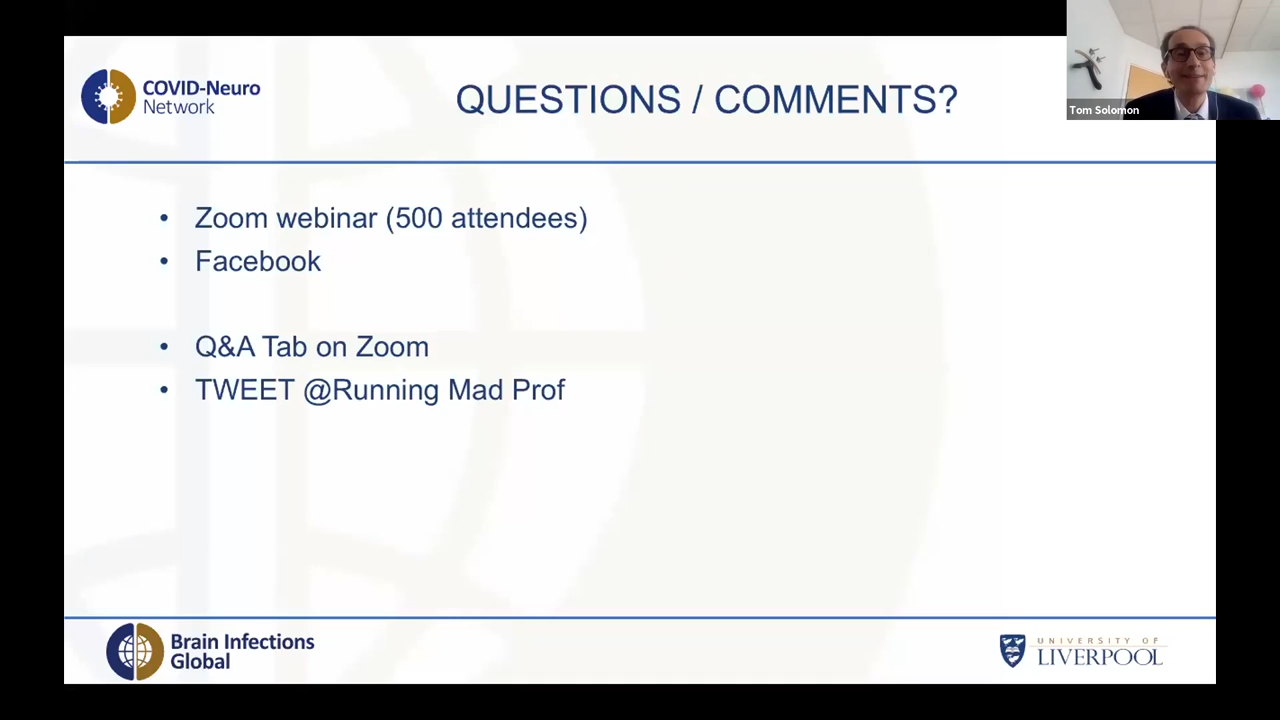 COVID-Neuro
Network
QUESTIONS / COMMENTS?
Tom Solomon
• Zoom webinar (500 attendees)
• Facebook
• Q&A Tab on Zoom
• TWEET @Running Mad Prof
Brain Infections
Global
UNIVERSITY OF
LIVERPOOL